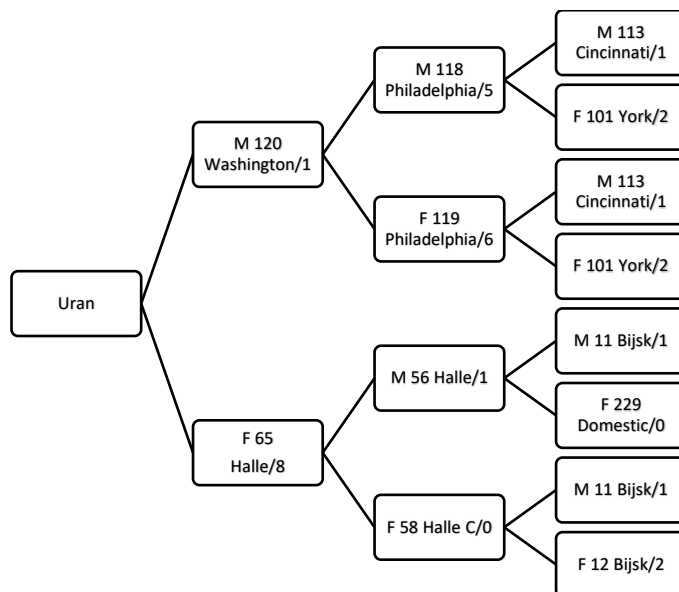 M 113
Cincinnati/1
M 118
Philadelphia/5
F 101 York/2
M 120
Washington/1
M 113
Cincinnati/1
F 119
Philadelphia/6
F 101 York/2
Uran
M 11 Bijsk/1
M 56 Halle/1
F 229
Domestic/0
F 65
Halle/8
M 11 Bijsk/1
F 58 Halle C/0
F 12 Bijsk/2